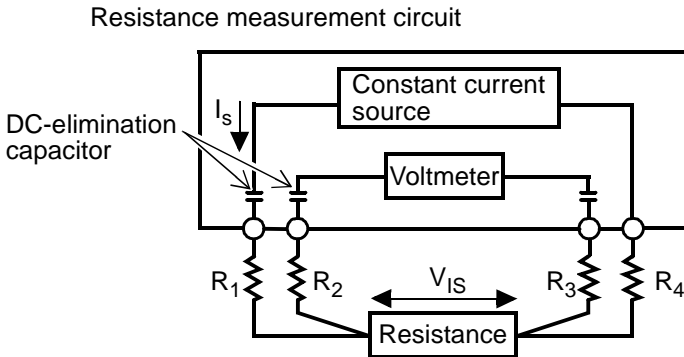 Resistance measurement circuit
Constant current
source
Is
DC-elimination
capacitor
Voltmeter
R1
R2
VIS
R3
R4
Resistance